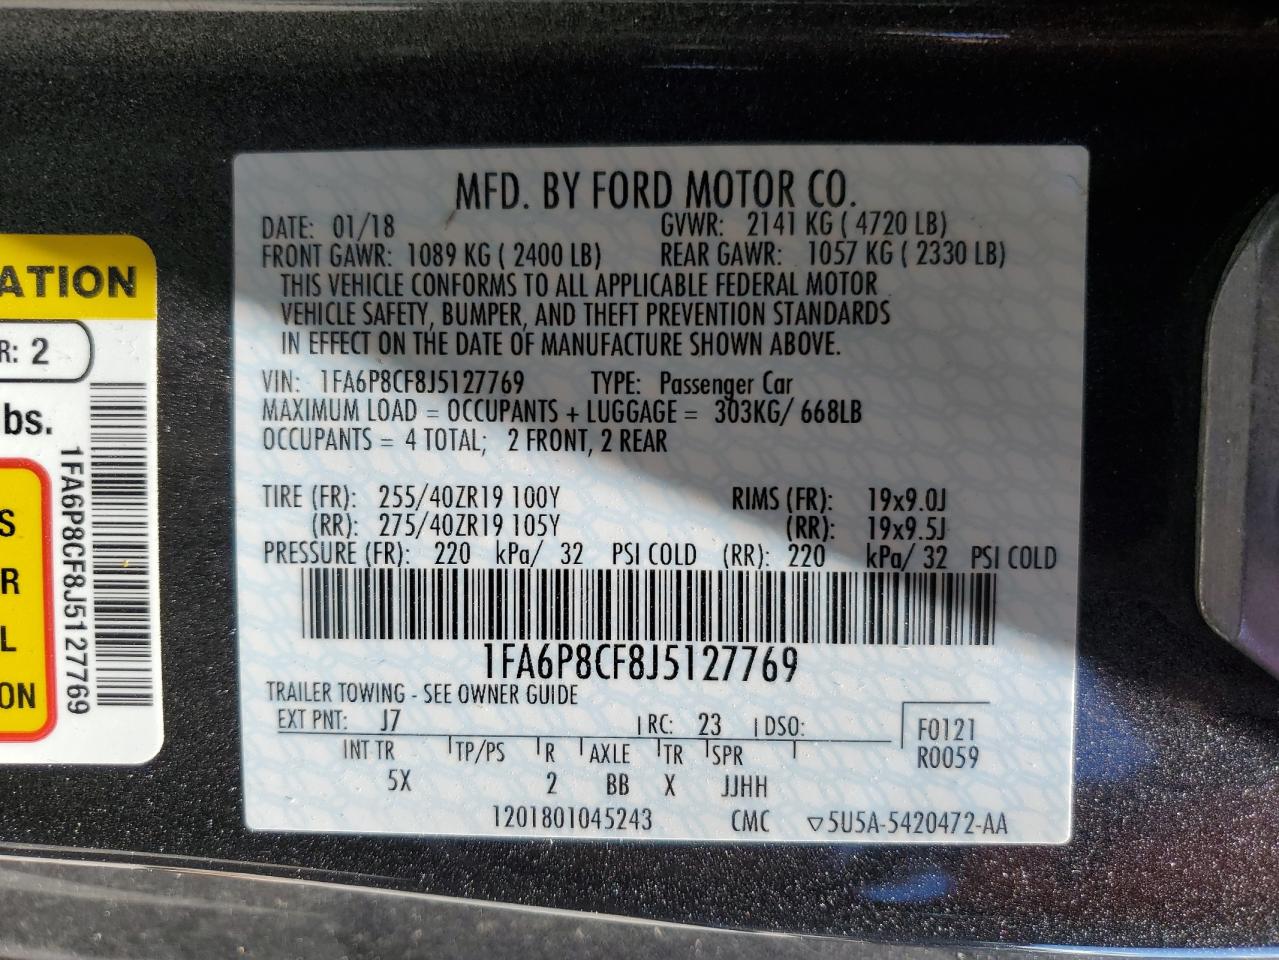 MFD. BY FORD MOTOR CO.
DATE: 01/18 GVWR: 2141 KG ( 4720 LB)
FRONT GAWR: 1089 KG ( 2400 LB) REAR GAWR: 1057 KG ( 2330 LB)
THIS VEHICLE CONFORMS TO ALL APPLICABLE FEDERAL MOTOR
VEHICLE SAFETY, BUMPER, AND THEFT PREVENTION STANDARDS
IN EFFECT ON THE DATE OF MANUFACTURE SHOWN ABOVE.
VIN: 1FA6P8CF8J5127769 TYPE: Passenger Car
MAXIMUM LOAD = OCCUPANTS + LUGGAGE = 303KG/ 668LB
OCCUPANTS = 4 TOTAL; 2 FRONT, 2 REAR
TIRE (FR): 255/40ZR19 100Y RIMS (FR): 19x9.0J
(RR): 275/40ZR19 105Y (RR): 19x9.5J
PRESSURE (FR): 220 kPa/ 32 PSI COLD (RR): 220 kPa/ 32 PSI COLD
1FA6P8CF8J5127769
TRAILER TOWING - SEE OWNER GUIDE
EXT PNT: J7 RC: 23 DSO: F0121
INT TR TP/PS R AXLE TR SPR R0059
5X 2 BB X JJHH
1201801045243 CMC ▽5U5A-5420472-AA
ATION
R: 2
bs.
S
R
L
ON
1FA6P8CF8J5127769